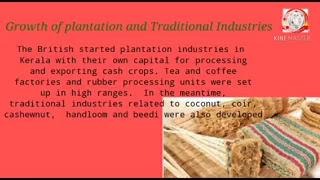 Growth of plantation and Traditional Industries
The British started plantation industries in
Kerala with their own capital for processing
and exporting cash crops. Tea and coffee
factories and rubber processing units were set
up in high ranges. In the meantime,
traditional industries related to coconut, coir,
cashewnut, handloom and beedi were also developed